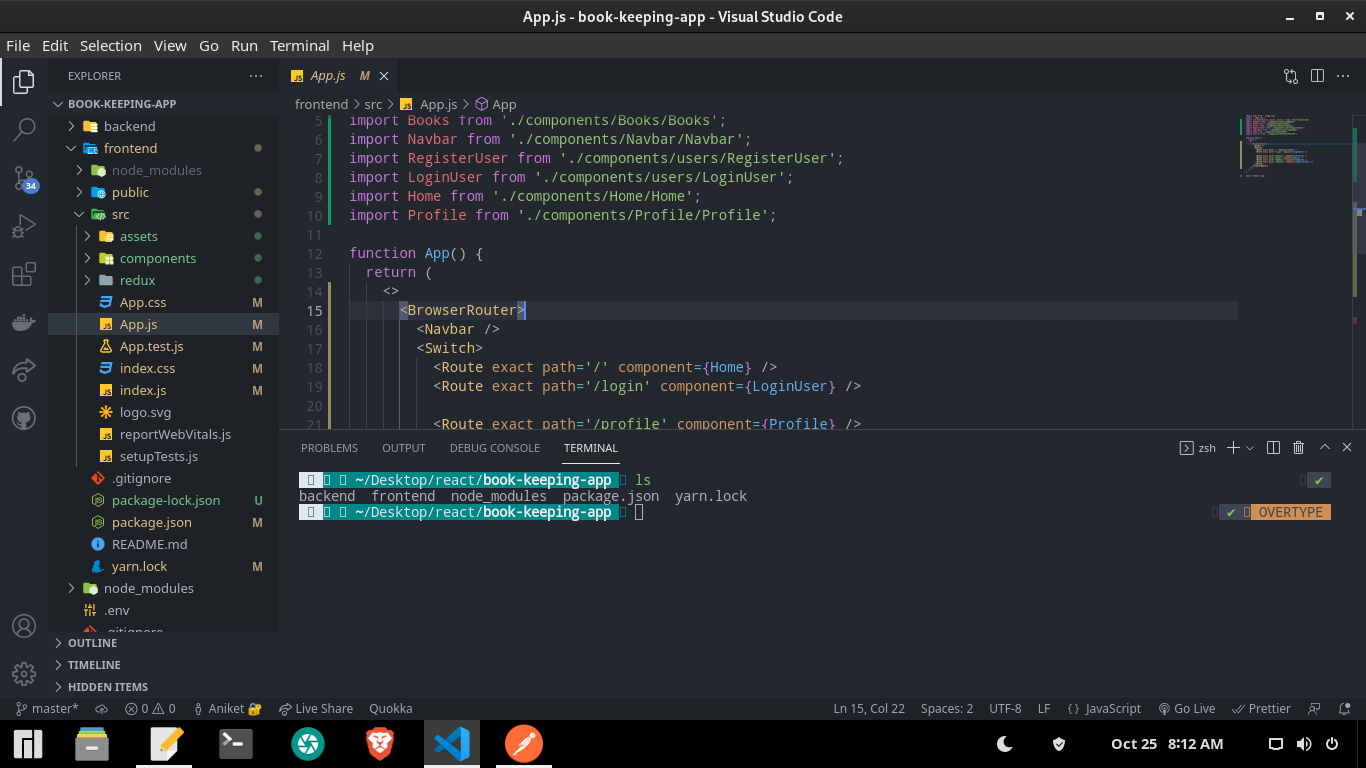 App.js - book-keeping-app - Visual Studio Code
File Edit Selection View Go Run Terminal Help
EXPLORER
BOOK-KEEPING-APP
backend
frontend
node_modules
public
src
assets
components
redux
App.css M
App.js M
App.test.js M
index.css M
index.js M
logo.svg
reportWebVitals.js
setupTests.js
.gitignore
package-lock.json U
package.json M
README.md
yarn.lock M
node_modules
.env
.gitignore
OUTLINE
TIMELINE
HIDDEN ITEMS
34
JS App.js M
frontend > src > JS App.js > App
5 import Books from './components/Books/Books';
6 import Navbar from './components/Navbar/Navbar';
7 import RegisterUser from './components/users/RegisterUser';
8 import LoginUser from './components/users/LoginUser';
9 import Home from './components/Home/Home';
10 import Profile from './components/Profile/Profile';
11
12 function App() {
13 return (
14 <>
15 <BrowserRouter>
16 <Navbar />
17 <Switch>
18 <Route exact path='/' component={Home} />
19 <Route exact path='/login' component={LoginUser} />
20
21 <Route exact path='/profile' component={Profile} />
PROBLEMS OUTPUT DEBUG CONSOLE TERMINAL
zsh
~/Desktop/react/book-keeping-app ls ✔
backend frontend node_modules package.json yarn.lock
~/Desktop/react/book-keeping-app ✔ OVERTYPE
master* 0 0 Aniket 🔐 Live Share Quokka
Ln 15, Col 22 Spaces: 2 UTF-8 LF {} JavaScript Go Live Prettier
Oct 25 8:12 AM